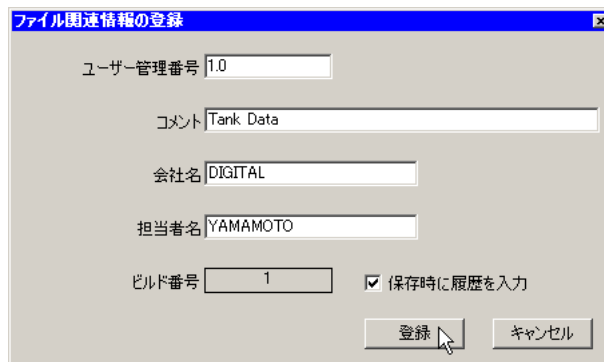 ファイル関連情報の登録
ユーザー管理番号 1.0
コメント Tank Data
会社名 DIGITAL
担当者名 YAMAMOTO
ビルド番号 1 保存時に履歴を入力
登録 キャンセル